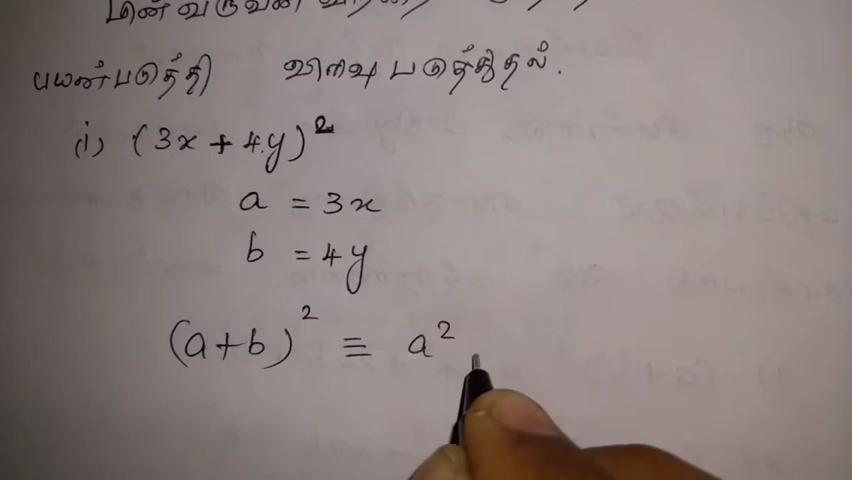 பயன்படுத்தி விரிவு படுத்துதல்.
(i) (3x + 4y)²
a = 3x
b = 4y
(a+b)² ≡ a²